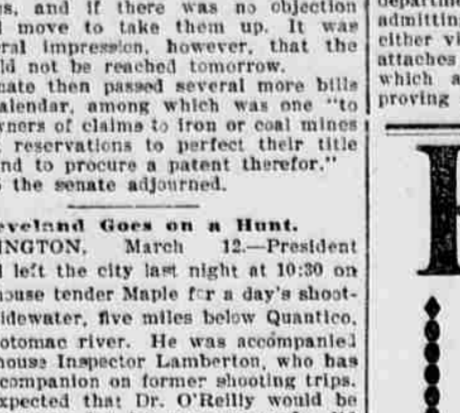 s, and if there was no objection
move to take them up. It was
ral impression, however, that the
ld not be reached tomorrow.
nate then passed several more bills
alendar, among which was one "to
wners of claims to iron or coal mines
reservations to perfect their title
nd to procure a patent therefor."
the senate adjourned.
eveland Goes on a Hunt.
INGTON, March 12.—President
left the city last night at 10:30 on
ouse tender Maple for a day's shoot-
idewater, five miles below Quantico,
otomac river. He was accompanied
house Inspector Lamberton, who has
companion on former shooting trips.
xpected that Dr. O'Reilly would be
admitting
either vi
attaches
which a
proving